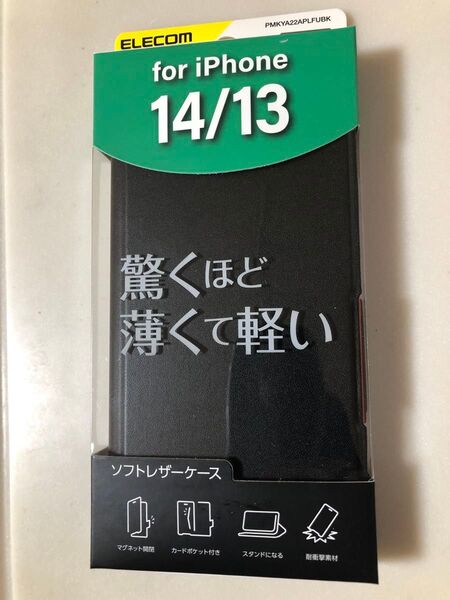 PMKYA22APLFUBK
ELECOM
for iPhone
14/13
驚くほど
薄くて軽い
ソフトレザーケース
マグネット開閉
カードポケット付き
スタンドになる
耐衝撃素材